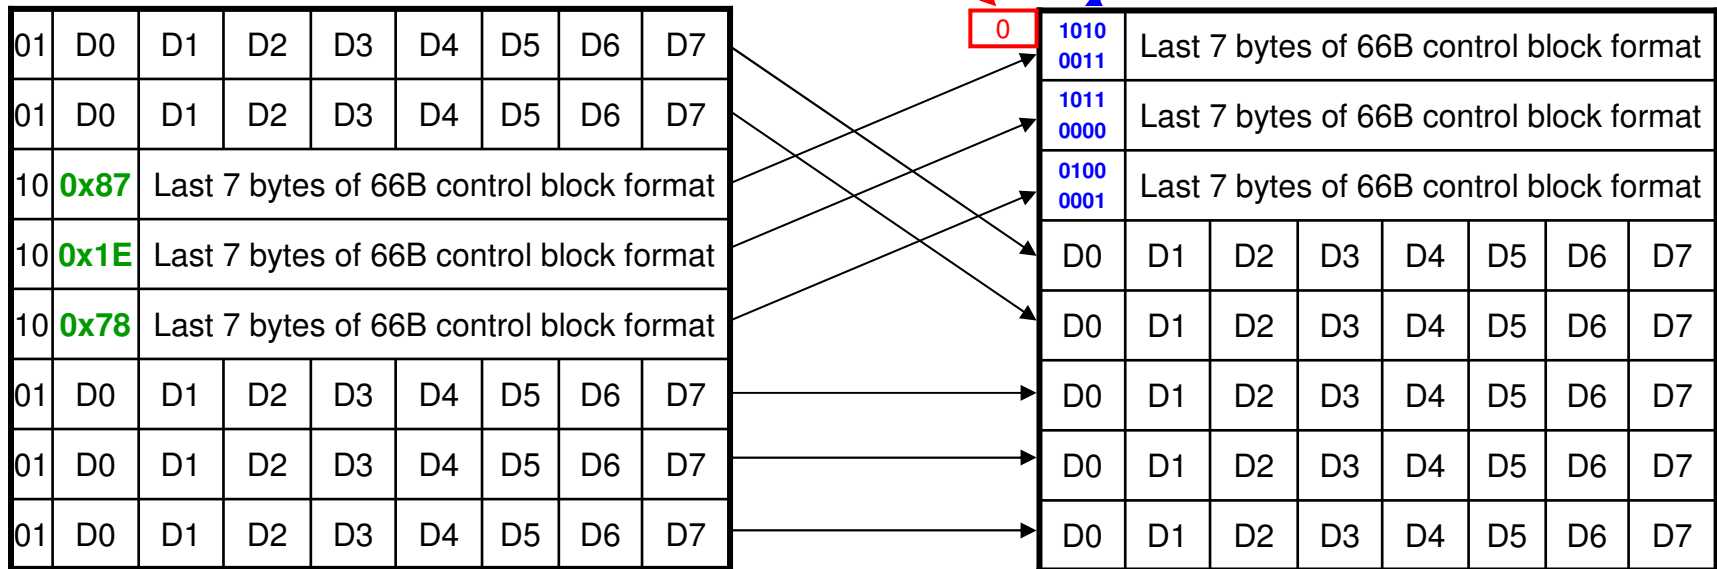 01 D0 D1 D2 D3 D4 D5 D6 D7
01 D0 D1 D2 D3 D4 D5 D6 D7
10 0x87 Last 7 bytes of 66B control block format
10 0x1E Last 7 bytes of 66B control block format
10 0x78 Last 7 bytes of 66B control block format
01 D0 D1 D2 D3 D4 D5 D6 D7
01 D0 D1 D2 D3 D4 D5 D6 D7
01 D0 D1 D2 D3 D4 D5 D6 D7
0
1010
0011 Last 7 bytes of 66B control block format
1011
0000 Last 7 bytes of 66B control block format
0100
0001 Last 7 bytes of 66B control block format
D0 D1 D2 D3 D4 D5 D6 D7
D0 D1 D2 D3 D4 D5 D6 D7
D0 D1 D2 D3 D4 D5 D6 D7
D0 D1 D2 D3 D4 D5 D6 D7
D0 D1 D2 D3 D4 D5 D6 D7